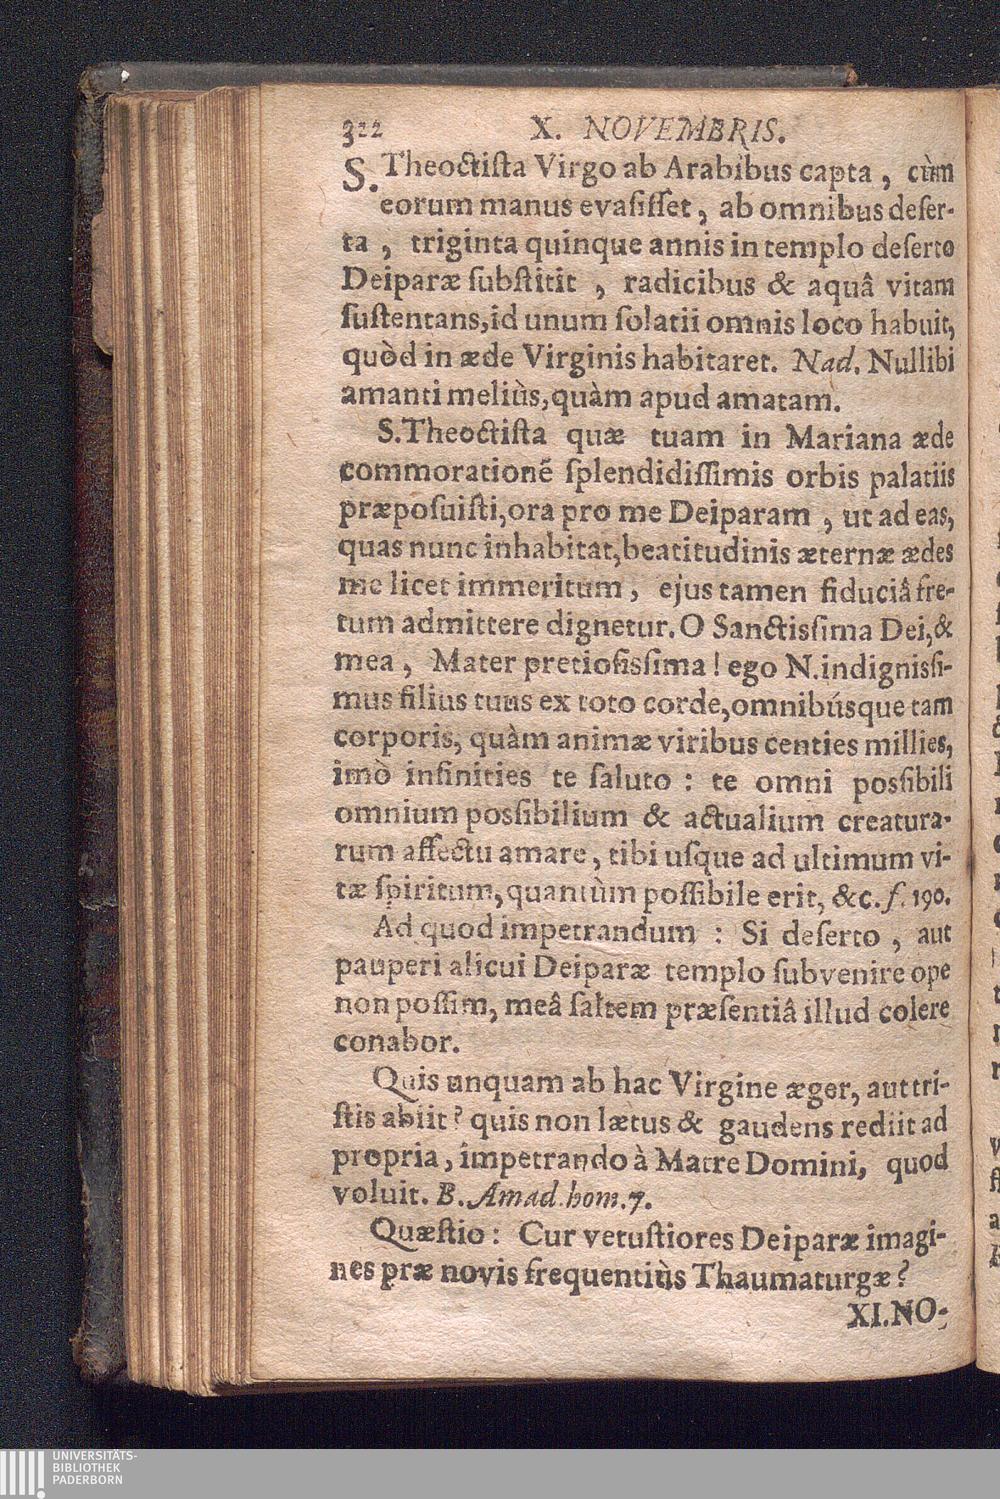 322 X. NOVEMBRIS.
S. Theoctiſta Virgo ab Arabibus capta, cùm
eorum manus evaſiſſet, ab omnibus deſer-
ta, triginta quinque annis in templo deſerto
Deiparæ ſubſtitit, radicibus & aquâ vitam
ſuſtentans, id unum ſolatii omnis loco habuit,
quòd in æde Virginis habitaret. Nad. Nullibi
amanti meliùs, quàm apud amatam.
S. Theoctiſta quæ tuam in Mariana æde
commorationẽ ſplendidiſſimis orbis palatiis
præpoſuiſti, ora pro me Deiparam, ut ad eas,
quas nunc inhabitat, beatitudinis æternæ ædes
me licet immeritum, ejus tamen fiduciâ fre-
tum admittere dignetur. O Sanctisſima Dei, &
mea, Mater pretioſisſima! ego N. indignisſi-
mus filius tuus ex toto corde, omnibúsque tam
corporis, quàm animæ viribus centies millies,
imò infinities te ſaluto: te omni posſibili
omnium posſibilium & actualium creatura-
rum affectu amare, tibi uſque ad ultimum vi-
tæ ſpiritum, quantùm poſſibile erit, &c. f. 190.
Ad quod impetrandum: Si deſerto, aut
pauperi alicui Deiparæ templo ſubvenire ope
non poſſim, meâ ſaltem præſentiâ illud colere
conabor.
Quis unquam ab hac Virgine æger, aut tri-
ſtis abiit? quis non lætus & gaudens rediit ad
propria, impetrando à Matre Domini, quod
voluit. B. Amad. hom. 7.
Quæſtio: Cur vetuſtiores Deiparæ imagi-
nes præ novis frequentiùs Thaumaturgæ?
XI. NO-
UNIVERSITÄTS-
BIBLIOTHEK
PADERBORN